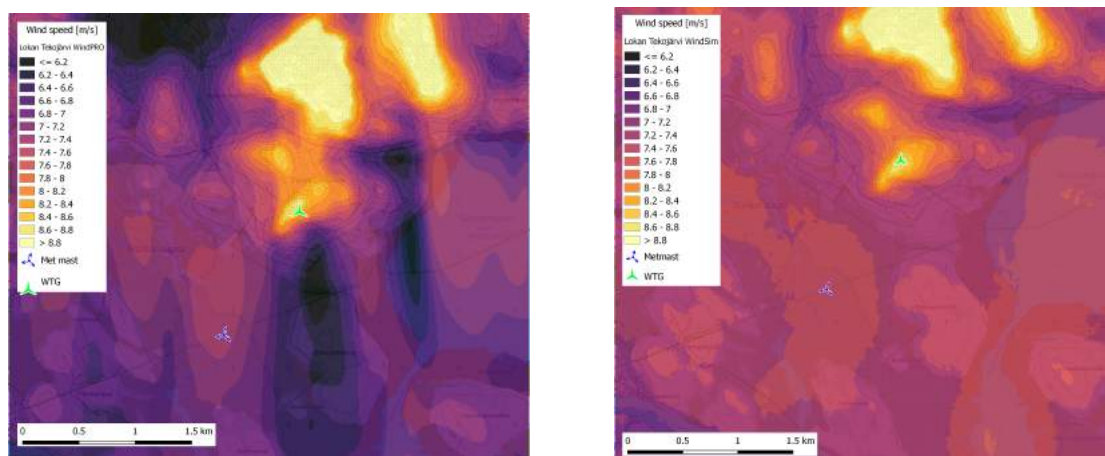 Wind speed [m/s]
Lokan Tekojärvi WindPRO
<= 6.2
6.2 - 6.4
6.4 - 6.6
6.6 - 6.8
6.8 - 7
7 - 7.2
7.2 - 7.4
7.4 - 7.6
7.6 - 7.8
7.8 - 8
8 - 8.2
8.2 - 8.4
8.4 - 8.6
8.6 - 8.8
> 8.8
Met mast
WTG
0 0.5 1 1.5 km
Wind speed [m/s]
Lokan Tekojärvi WindSim
<= 6.2
6.2 - 6.4
6.4 - 6.6
6.6 - 6.8
6.8 - 7
7 - 7.2
7.2 - 7.4
7.4 - 7.6
7.6 - 7.8
7.8 - 8
8 - 8.2
8.2 - 8.4
8.4 - 8.6
8.6 - 8.8
> 8.8
Metmast
WTG
0 0.5 1 1.5 km